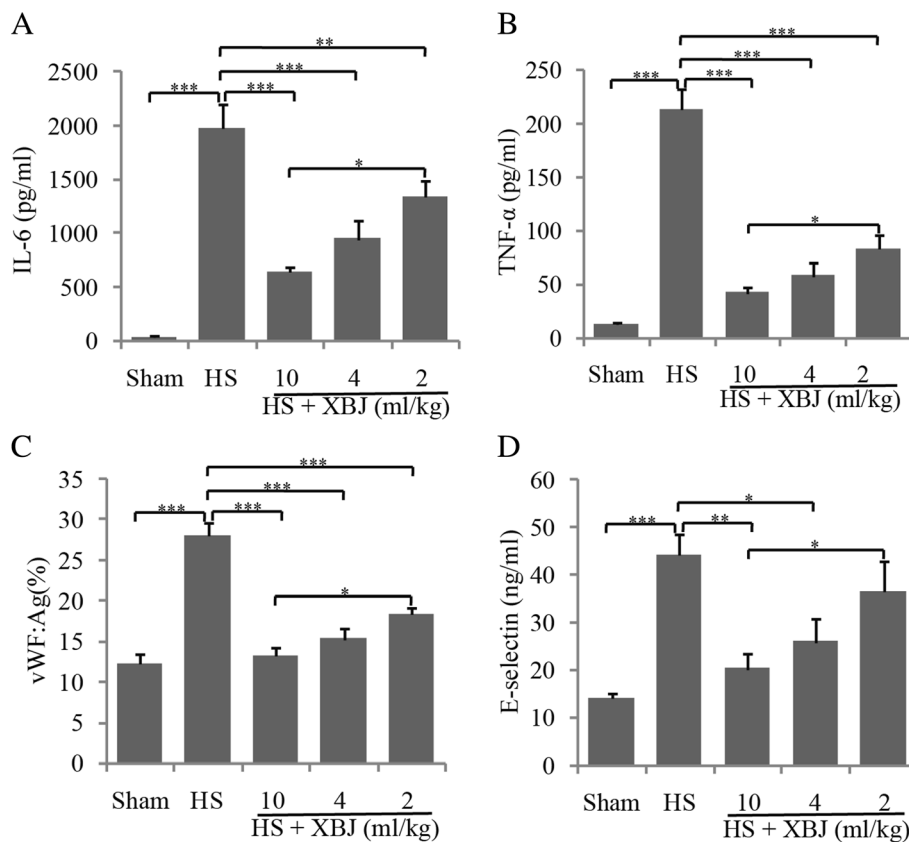 A
IL-6 (pg/ml)
2500
2000
1500
1000
500
0
**
***
*** ***
*
Sham HS 10 4 2
HS + XBJ (ml/kg)
B
TNF-α (pg/ml)
250
200
150
100
50
0
***
***
*** ***
*
Sham HS 10 4 2
HS + XBJ (ml/kg)
C
vWF:Ag(%)
35
30
25
20
15
10
5
0
***
***
*** ***
*
Sham HS 10 4 2
HS + XBJ (ml/kg)
D
E-selectin (ng/ml)
60
50
40
30
20
10
0
*
*** **
*
Sham HS 10 4 2
HS + XBJ (ml/kg)